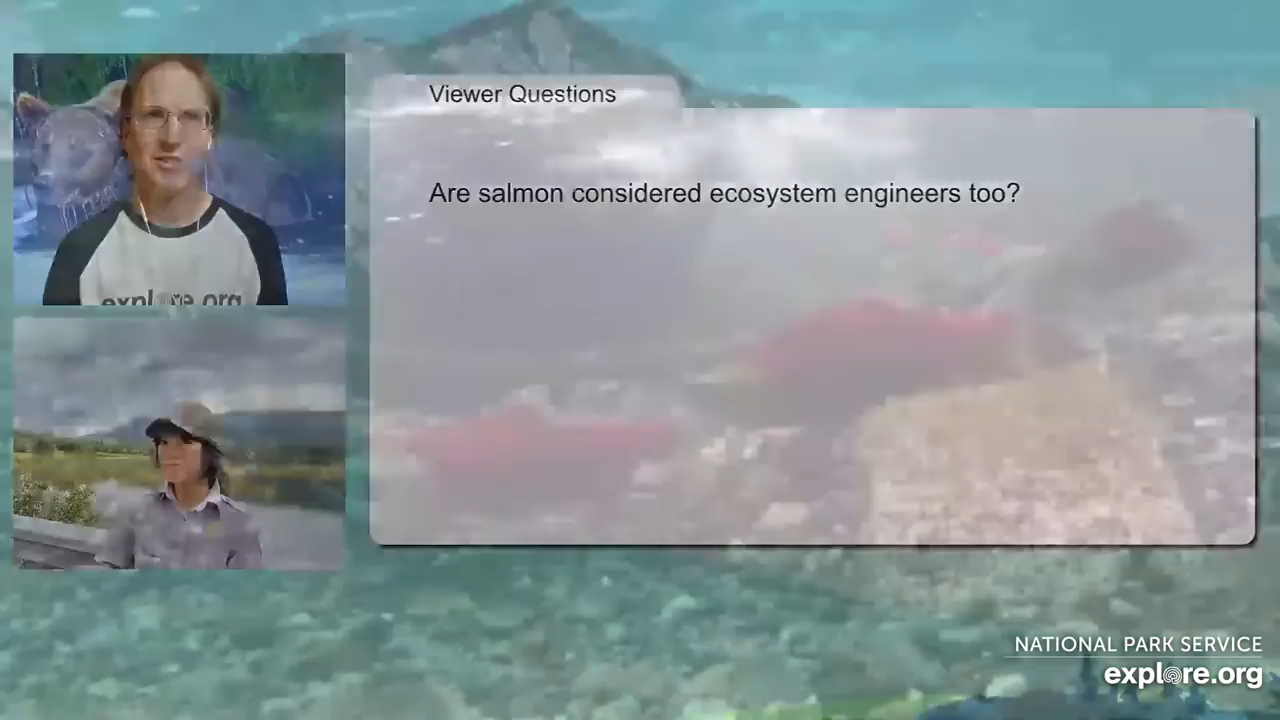 Viewer Questions
Are salmon considered ecosystem engineers too?
explore.org
NATIONAL PARK SERVICE
explore.org